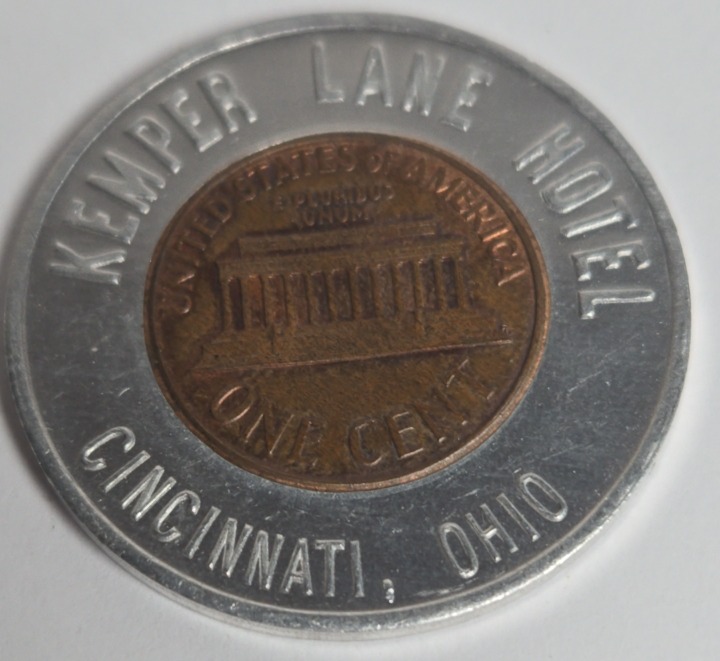 KEMPER LANE HOTEL
CINCINNATI, OHIO
UNITED STATES OF AMERICA
E PLURIBUS
UNUM
ONE CENT